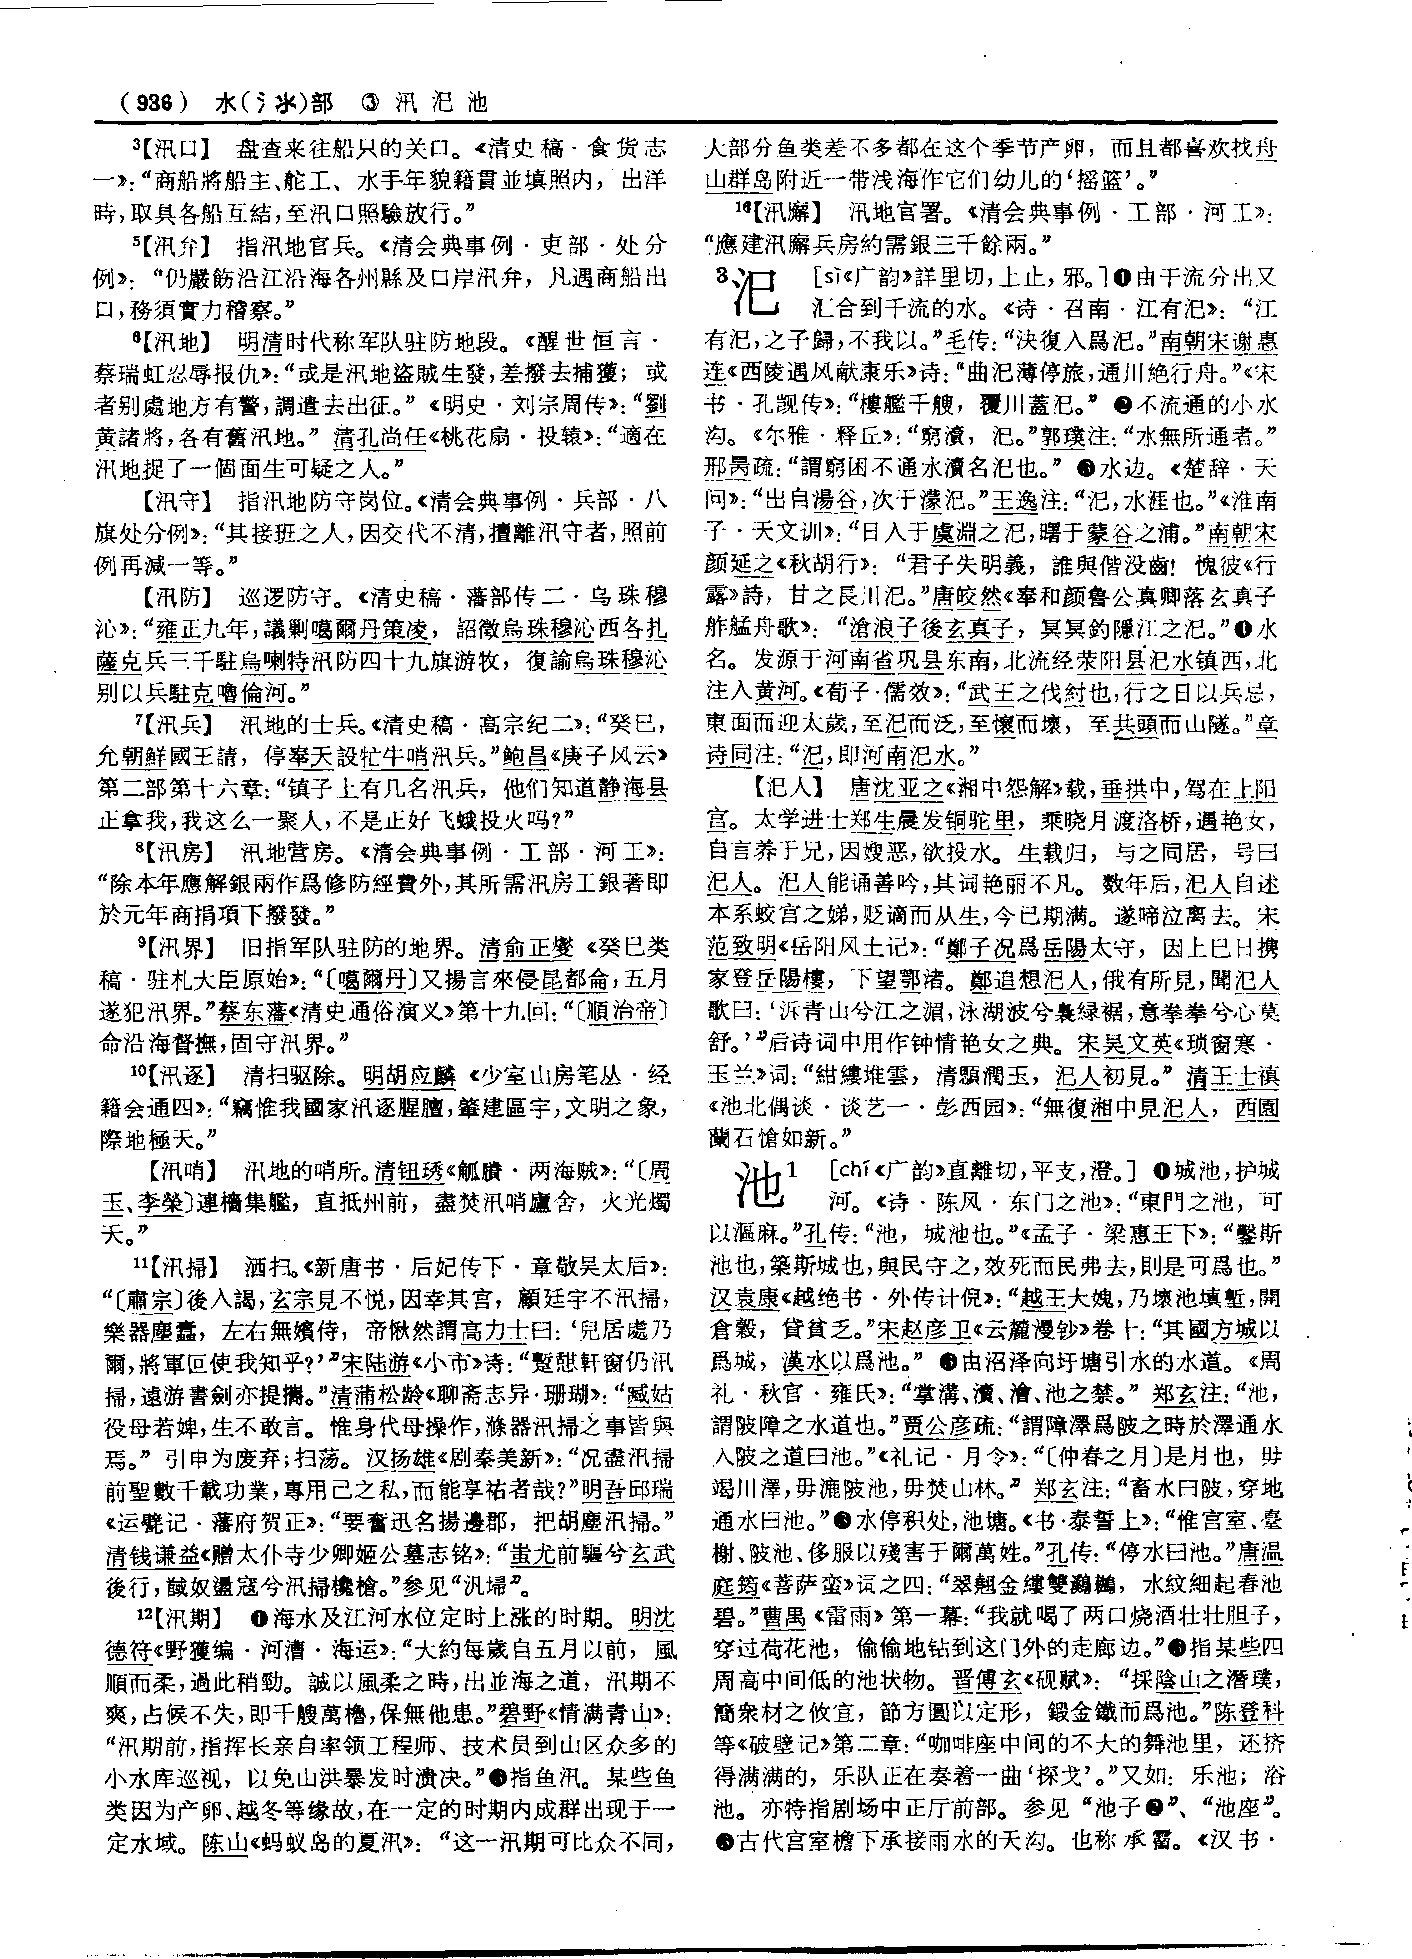 （936） 水(氵氺)部 ③ 汛 汜 池
³【汛口】 盘查来往船只的关口。《清史稿·食货志
一》：“商船將船主、舵工、水手年貌籍貫並填照内，出洋
時，取具各船互結，至汛口照驗放行。”
⁵【汛弁】 指汛地官兵。《清会典事例·吏部·处分
例》：“仍嚴飭沿江沿海各州縣及口岸汛弁，凡遇商船出
口，務須實力稽察。”
⁶【汛地】 明清时代称军队驻防地段。《醒世恒言·
蔡瑞虹忍辱报仇》：“或是汛地盜賊生發，差撥去捕獲；或
者别處地方有警，調遣去出征。”《明史·刘宗周传》：“劉
黄諸將，各有舊汛地。”清孔尚任《桃花扇·投辕》：“適在
汛地捉了一個面生可疑之人。”
【汛守】 指汛地防守岗位。《清会典事例·兵部·八
旗处分例》：“其接班之人，因交代不清，擅離汛守者，照前
例再減一等。”
【汛防】 巡逻防守。《清史稿·藩部传二·乌珠穆
沁》：“雍正九年，議剿噶爾丹策凌，詔徵烏珠穆沁西各扎
薩克兵三千駐烏喇特汛防四十九旗游牧，復諭烏珠穆沁
别以兵駐克嚕倫河。”
⁷【汛兵】 汛地的士兵。《清史稿·高宗纪二》：“癸巳，
允朝鮮國王請，停奉天設牤牛哨汛兵。”鲍昌《庚子风云》
第二部第十六章：“镇子上有几名汛兵，他们知道静海县
正拿我，我这么一聚人，不是正好飞蛾投火吗？”
⁸【汛房】 汛地营房。《清会典事例·工部·河工》：
“除本年應解銀兩作爲修防經費外，其所需汛房工銀著即
於元年商捐項下撥發。”
⁹【汛界】 旧指军队驻防的地界。清俞正燮《癸巳类
稿·驻札大臣原始》：“〔噶爾丹〕又揚言來侵昆都侖，五月
遂犯汛界。”蔡东藩《清史通俗演义》第十九回：“〔順治帝〕
命沿海督撫，固守汛界。”
¹⁰【汛逐】 清扫驱除。明胡应麟《少室山房笔丛·经
籍会通四》：“竊惟我國家汛逐腥膻，肇建區宇，文明之象，
際地極天。”
【汛哨】 汛地的哨所。清钮琇《觚賸·两海贼》：“〔周
玉、李榮〕連檣集艦，直抵州前，盡焚汛哨廬舍，火光燭
天。”
¹¹【汛掃】 洒扫。《新唐书·后妃传下·章敬吴太后》：
“〔肅宗〕後入謁，玄宗見不悦，因幸其宫，顧廷宇不汛掃，
樂器塵蠹，左右無嬪侍，帝愀然謂高力士曰：‘兒居處乃
爾，將軍叵使我知乎？’”宋陆游《小市》诗：“蹔憩軒窗仍汛
掃，遠游書劍亦提攜。”清蒲松龄《聊斋志异·珊瑚》：“臧姑
役母若婢，生不敢言。惟身代母操作，滌器汛掃之事皆與
焉。”引申为废弃；扫荡。汉扬雄《剧秦美新》：“况盡汛掃
前聖數千載功業，專用己之私，而能享祐者哉？”明吾邱瑞
《运甓记·藩府贺正》：“要奮迅名揚邊郡，把胡塵汛掃。”
清钱谦益《赠太仆寺少卿姬公墓志铭》：“蚩尤前驅兮玄武
後行，馘奴盪寇兮汛掃欃槍。”参见“汎埽”。
¹²【汛期】 ❶海水及江河水位定时上涨的时期。明沈
德符《野獲编·河漕·海运》：“大約每歲自五月以前，風
順而柔，過此稍勁。誠以風柔之時，出並海之道，汛期不
爽，占候不失，即千艘萬櫓，保無他患。”碧野《情满青山》：
“汛期前，指挥长亲自率领工程师、技术员到山区众多的
小水库巡视，以免山洪暴发时溃决。”❷指鱼汛。某些鱼
类因为产卵、越冬等缘故，在一定的时期内成群出现于一
定水域。陈山《蚂蚁岛的夏汛》：“这一汛期可比众不同，
大部分鱼类差不多都在这个季节产卵，而且都喜欢找舟
山群岛附近一带浅海作它们幼儿的‘摇篮’。”
¹⁶【汛廨】 汛地官署。《清会典事例·工部·河工》：
“應建汛廨兵房約需銀三千餘兩。”
³汜 [sì《广韵》詳里切，上止，邪。]❶由干流分出又
汇合到干流的水。《诗·召南·江有汜》：“江
有汜，之子歸，不我以。”毛传：“決復入爲汜。”南朝宋谢惠
连《西陵遇风献康乐》诗：“曲汜薄停旅，通川绝行舟。”《宋
书·孔觊传》：“樓艦千艘，覆川蓋汜。”❷不流通的小水
沟。《尔雅·释丘》：“窮瀆，汜。”郭璞注：“水無所通者。”
邢昺疏：“謂窮困不通水瀆名汜也。”❸水边。《楚辞·天
问》：“出自湯谷，次于濛汜。”王逸注：“汜，水涯也。”《淮南
子·天文训》：“日入于虞淵之汜，曙于蒙谷之浦。”南朝宋
颜延之《秋胡行》：“君子失明義，誰與偕没齒！愧彼《行
露》詩，甘之長川汜。”唐皎然《奉和颜鲁公真卿落玄真子
舴艋舟歌》：“滄浪子後玄真子，冥冥釣隱江之汜。”❹水
名。发源于河南省巩县东南，北流经荥阳县汜水镇西，北
注入黄河。《荀子·儒效》：“武王之伐紂也，行之日以兵忌，
東面而迎太歲，至汜而泛，至懷而壞，至共頭而山隧。”章
诗同注：“汜，即河南汜水。”
【汜人】 唐沈亚之《湘中怨解》载，垂拱中，驾在上阳
宫。太学进士郑生晨发铜驼里，乘晓月渡洛桥，遇艳女，
自言养于兄，因嫂恶，欲投水。生载归，与之同居，号曰
汜人。汜人能诵善吟，其词艳丽不凡。数年后，汜人自述
本系蛟宫之娣，贬谪而从生，今已期满。遂啼泣离去。宋
范致明《岳阳风土记》：“鄭子况爲岳陽太守，因上巳日携
家登岳陽樓，下望鄂渚。鄭追想汜人，俄有所見，聞汜人
歌曰：‘泝青山兮江之湄，泳湖波兮裊绿裾，意拳拳兮心莫
舒。’”后诗词中用作钟情艳女之典。宋吴文英《琐窗寒·
玉兰》词：“紺縷堆雲，清顋潤玉，汜人初見。”清王士禛
《池北偶谈·谈艺一·彭西园》：“無復湘中見汜人，西園
蘭石愴如新。”
池¹ [chí《广韵》直離切，平支，澄。] ❶城池，护城
河。《诗·陈风·东门之池》：“東門之池，可
以漚麻。”孔传：“池，城池也。”《孟子·梁惠王下》：“鑿斯
池也，築斯城也，與民守之，效死而民弗去，則是可爲也。”
汉袁康《越绝书·外传计倪》：“越王大媿，乃壞池填塹，開
倉榖，貸貧乏。”宋赵彦卫《云麓漫钞》卷十：“其國方城以
爲城，漢水以爲池。”❷由沼泽向圩塘引水的水道。《周
礼·秋官·雍氏》：“掌溝、瀆、澮、池之禁。”郑玄注：“池，
謂陂障之水道也。”贾公彦疏：“謂障澤爲陂之時於澤通水
入陂之道曰池。”《礼记·月令》：“〔仲春之月〕是月也，毋
竭川澤，毋漉陂池，毋焚山林。”郑玄注：“畜水曰陂，穿地
通水曰池。”❸水停积处，池塘。《书·泰誓上》：“惟宫室、臺
榭、陂池、侈服以殘害于爾萬姓。”孔传：“停水曰池。”唐温
庭筠《菩萨蛮》词之四：“翠翹金縷雙鸂鶒，水紋細起春池
碧。”曹禺《雷雨》第一幕：“我就喝了两口烧酒壮壮胆子，
穿过荷花池，偷偷地钻到这门外的走廊边。”❹指某些四
周高中间低的池状物。晋傅玄《砚赋》：“採陰山之潛璞，
簡衆材之攸宜，節方圓以定形，鍛金鐵而爲池。”陈登科
等《破壁记》第二章：“咖啡座中间的不大的舞池里，还挤
得满满的，乐队正在奏着一曲‘探戈’。”又如：乐池；浴
池。亦特指剧场中正厅前部。参见“池子❷”、“池座”。
❺古代宫室檐下承接雨水的天沟。也称承霤。《汉书·